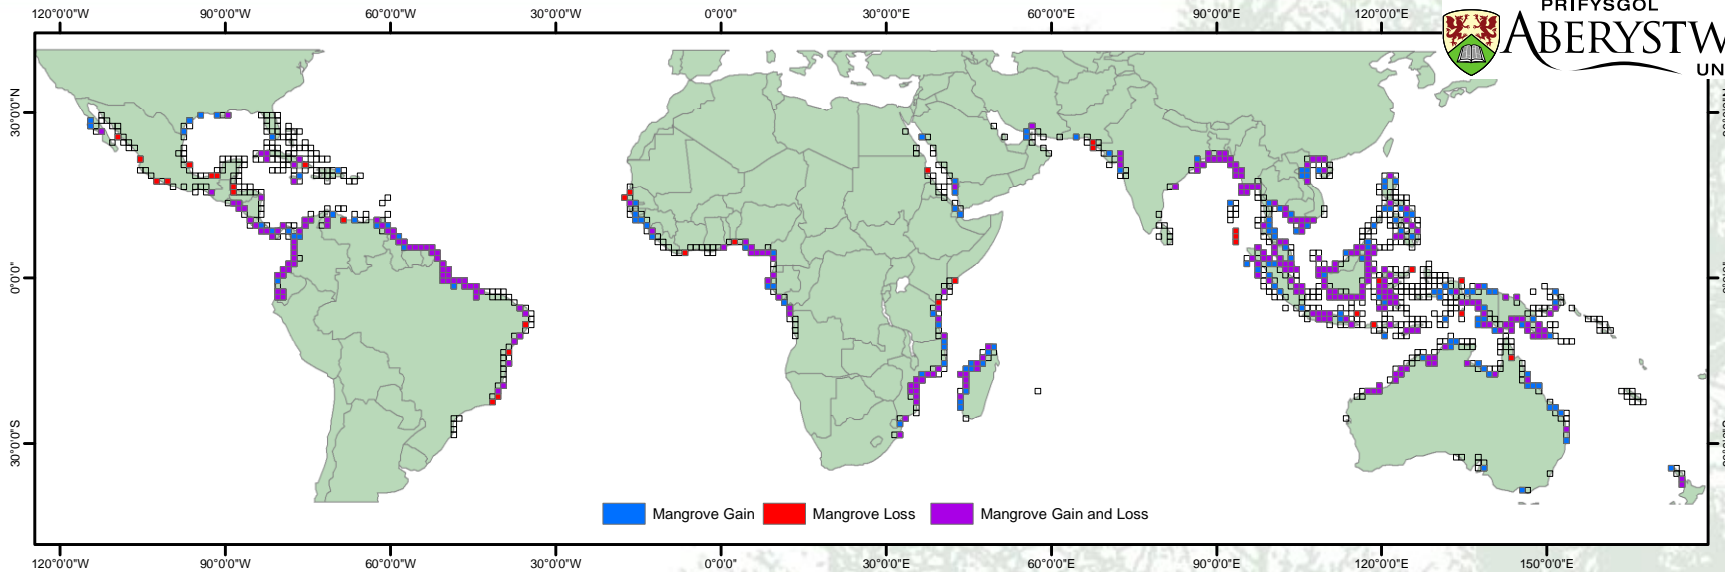 120°0'0"W 90°0'0"W 60°0'0"W 30°0'0"W 0°0'0" 30°0'0"E 60°0'0"E 90°0'0"E 120°0'0"E
PRIFYSGOL
ABERYSTW
UN
30°0'0"N
0°0'0"
30°0'0"S
Mangrove Gain Mangrove Loss Mangrove Gain and Loss
120°0'0"W 90°0'0"W 60°0'0"W 30°0'0"W 0°0'0" 30°0'0"E 60°0'0"E 90°0'0"E 120°0'0"E 150°0'0"E